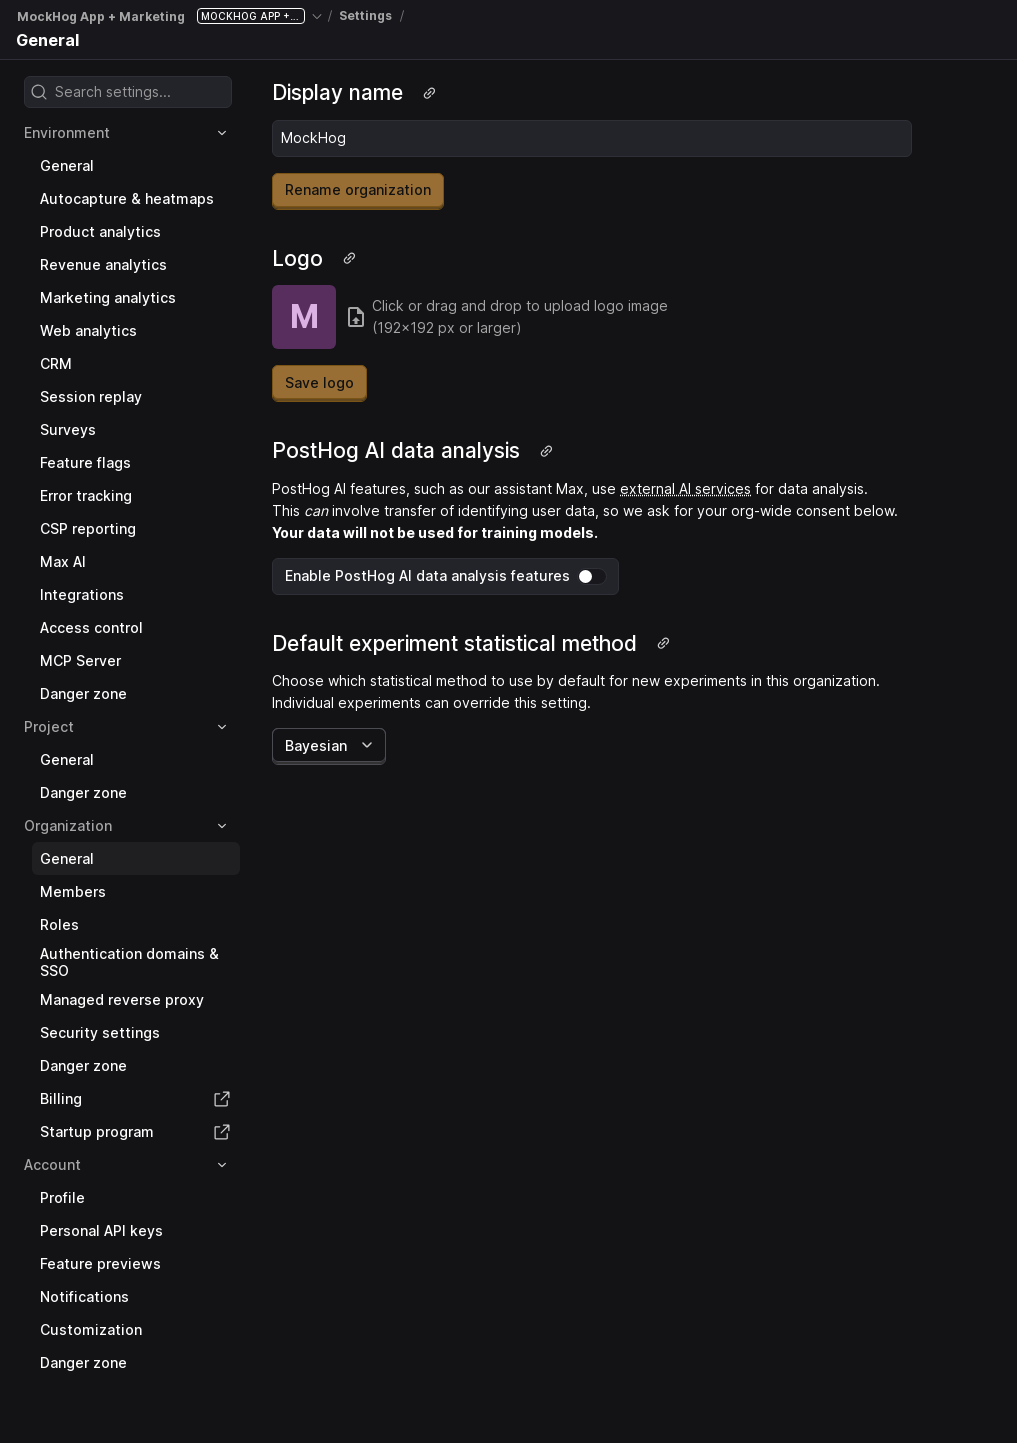 MockHog App + Marketing MOCKHOG APP +... / Settings /
General
Search settings...
Environment
General
Autocapture & heatmaps
Product analytics
Revenue analytics
Marketing analytics
Web analytics
CRM
Session replay
Surveys
Feature flags
Error tracking
CSP reporting
Max AI
Integrations
Access control
MCP Server
Danger zone
Project
General
Danger zone
Organization
General
Members
Roles
Authentication domains &
SSO
Managed reverse proxy
Security settings
Danger zone
Billing
Startup program
Account
Profile
Personal API keys
Feature previews
Notifications
Customization
Danger zone
Display name
MockHog
Rename organization
Logo
M
Click or drag and drop to upload logo image
(192×192 px or larger)
Save logo
PostHog AI data analysis
PostHog AI features, such as our assistant Max, use external AI services for data analysis.
This can involve transfer of identifying user data, so we ask for your org-wide consent below.
Your data will not be used for training models.
Enable PostHog AI data analysis features
Default experiment statistical method
Choose which statistical method to use by default for new experiments in this organization.
Individual experiments can override this setting.
Bayesian